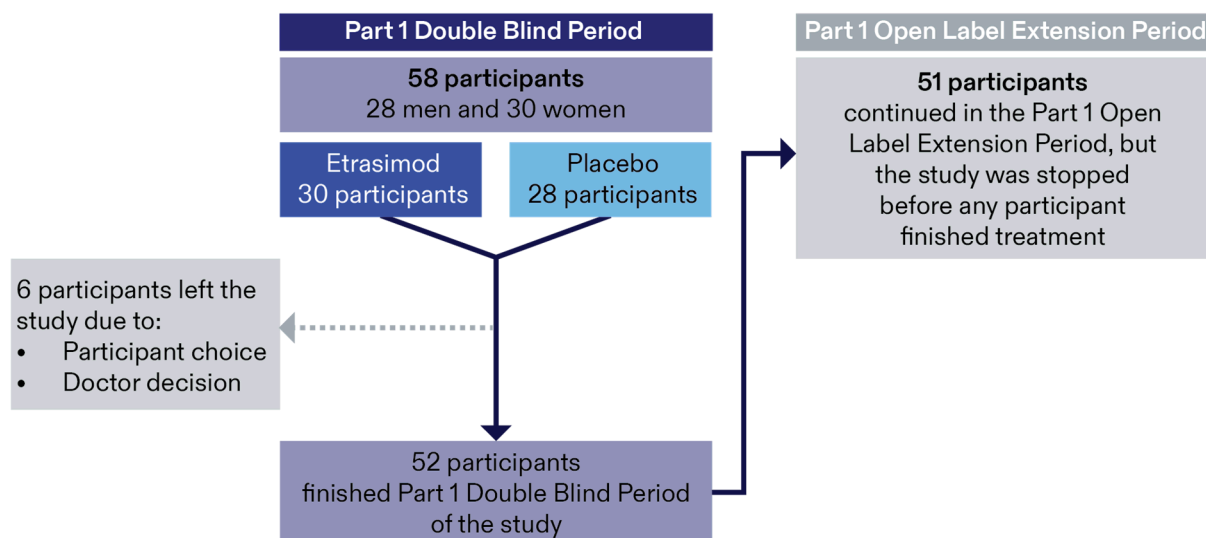 Part 1 Double Blind Period
58 participants
28 men and 30 women
Etrasimod
30 participants
Placebo
28 participants
6 participants left the
study due to:
• Participant choice
• Doctor decision
52 participants
finished Part 1 Double Blind Period
of the study
Part 1 Open Label Extension Period
51 participants
continued in the Part 1 Open
Label Extension Period, but
the study was stopped
before any participant
finished treatment